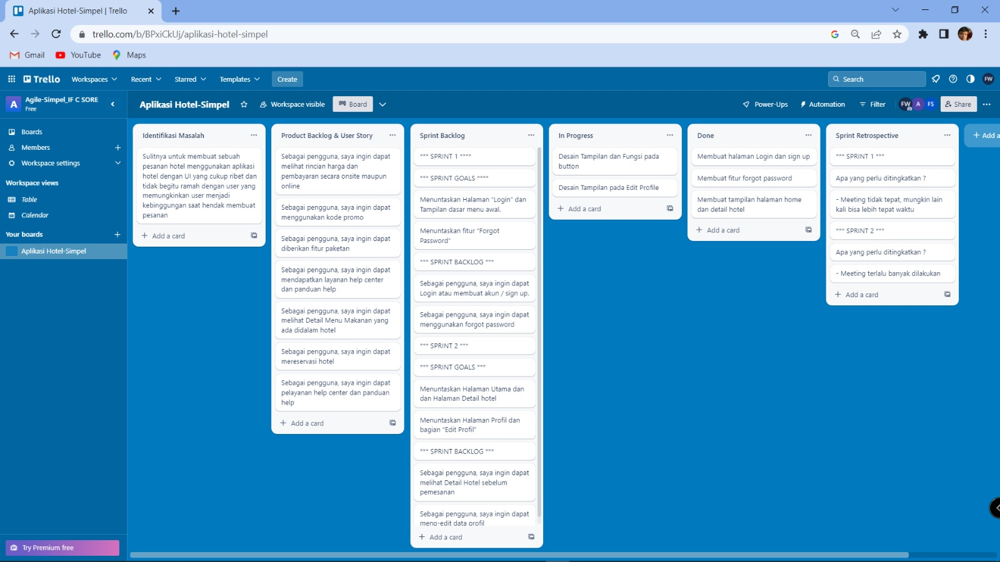 Aplikasi Hotel-Simpel | Trello
trello.com/b/BPxiCkUj/aplikasi-hotel-simpel
Gmail
YouTube
Maps
Trello
Workspaces
Recent
Starred
Templates
Create
Search
FW
A
Agile-Simpel_IF C SORE
Free
Aplikasi Hotel-Simpel
Workspace visible
Board
Power-Ups
Automation
Filter
FW
A
FS
Share
Boards
Members
Workspace settings
Workspace views
Table
Calendar
Your boards
Aplikasi Hotel-Simpel
Try Premium free
Identifikasi Masalah
Sulitnya untuk membuat sebuah
pesanan hotel menggunakan aplikasi
hotel dengan UI yang cukup ribet dan
tidak begitu ramah dengan user yang
memungkinkan user menjadi
kebinggungan saat hendak membuat
pesanan
Add a card
Product Backlog & User Story
Sebagai pengguna, saya ingin dapat
melihat rincian harga dan
pembayaran secara onsite maupun
online
Sebagai pengguna, saya ingin dapat
menggunakan kode promo
Sebagai pengguna, saya ingin dapat
diberikan fitur paketan
Sebagai pengguna, saya ingin dapat
mendapatkan layanan help center
dan panduan help
Sebagai pengguna, saya ingin dapat
melihat Detail Menu Makanan yang
ada didalam hotel
Sebagai pengguna, saya ingin dapat
mereservasi hotel
Sebagai pengguna, saya ingin dapat
pelayanan help center dan panduan
help
Add a card
Sprint Backlog
*** SPRINT 1 ****
*** SPRINT GOALS ****
Menuntaskan Halaman “Login” dan
Tampilan dasar menu awal.
Menuntaskan fitur “Forgot
Password”
*** SPRINT BACKLOG ***
Sebagai pengguna, saya ingin dapat
Login atau membuat akun / sign up.
Sebagai pengguna, saya ingin dapat
menggunakan forgot password
*** SPRINT 2 ***
*** SPRINT GOALS ***
Menuntaskan Halaman Utama dan
dan Halaman Detail hotel
Menuntaskan Halaman Profil dan
bagian “Edit Profil”
*** SPRINT BACKLOG ***
Sebagai pengguna, saya ingin dapat
melihat Detail Hotel sebelum
pemesanan
Sebagai pengguna, saya ingin dapat
meng-edit data profil
Add a card
In Progress
Desain Tampilan dan Fungsi pada
button
Desain Tampilan pada Edit Profile
Add a card
Done
Membuat halaman Login dan sign up
Membuat fitur forgot password
Membuat tampilan halaman home
dan detail hotel
Add a card
Sprint Retrospective
*** SPRINT 1 ***
Apa yang perlu ditingkatkan ?
- Meeting tidak tepat, mungkin lain
kali bisa lebih tepat waktu
*** SPRINT 2 ***
Apa yang perlu ditingkatkan ?
- Meeting terlalu banyak dilakukan
Add a card
Add a